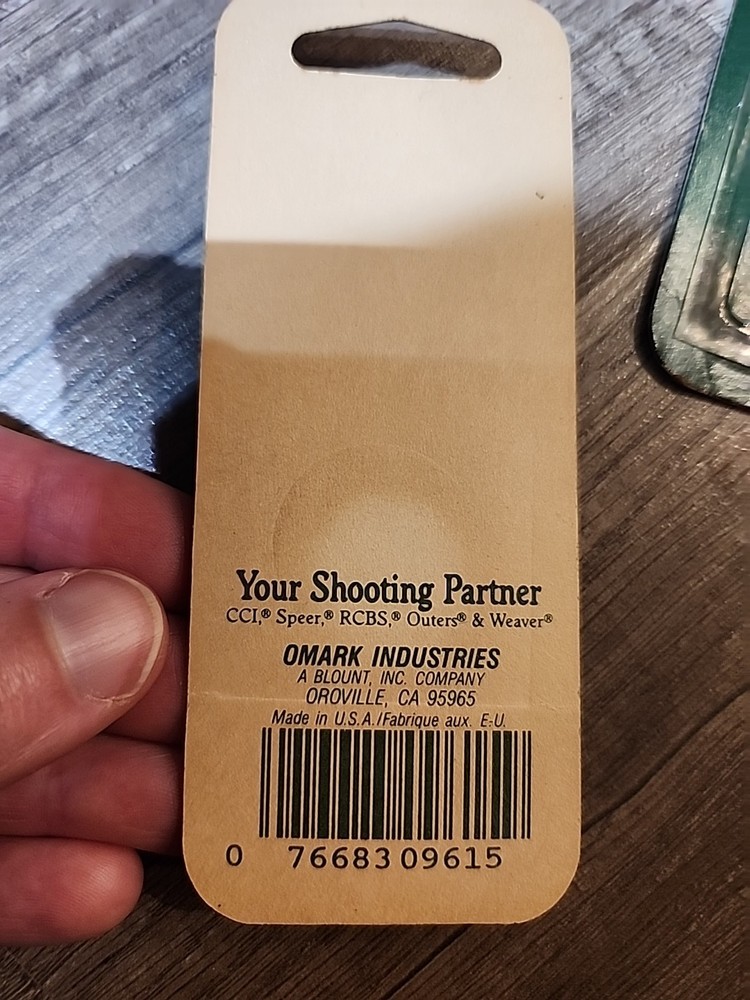 Your Shooting Partner
CCI,® Speer,® RCBS,® Outers® & Weaver®
OMARK INDUSTRIES
A BLOUNT, INC. COMPANY
OROVILLE, CA 95965
Made in U.S.A./Fabrique aux. E-U.
0 76683 09615